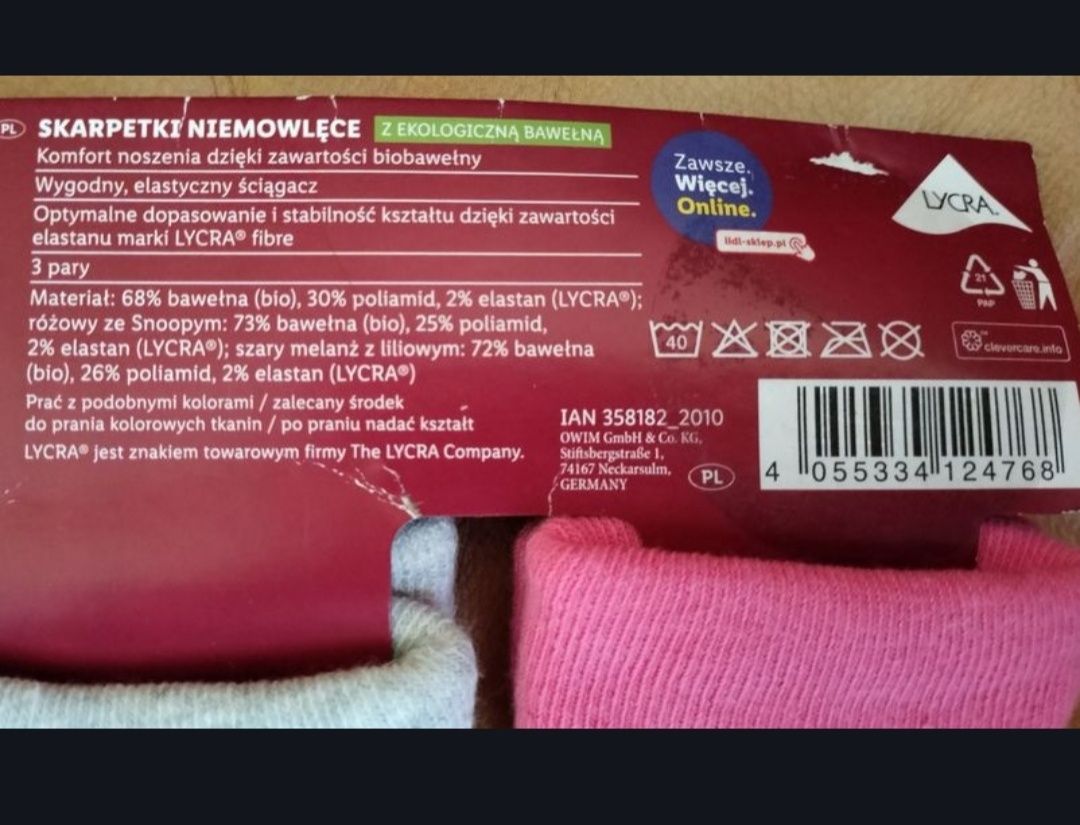 PL SKARPETKI NIEMOWLĘCE Z EKOLOGICZNĄ BAWEŁNĄ
Komfort noszenia dzięki zawartości biobawełny
Wygodny, elastyczny ściągacz
Optymalne dopasowanie i stabilność kształtu dzięki zawartości
elastanu marki LYCRA® fibre
3 pary
Materiał: 68% bawełna (bio), 30% poliamid, 2% elastan (LYCRA®);
różowy ze Snoopym: 73% bawełna (bio), 25% poliamid,
2% elastan (LYCRA®); szary melanż z liliowym: 72% bawełna
(bio), 26% poliamid, 2% elastan (LYCRA®)
Prać z podobnymi kolorami / zalecany środek
do prania kolorowych tkanin / po praniu nadać kształt
LYCRA® jest znakiem towarowym firmy The LYCRA Company.
Zawsze.
Więcej.
Online.
lidl-sklep.pl
LYCRA™
21
PAP
40
clevercare.info
IAN 358182_2010
OWIM GmbH & Co. KG,
Stiftsbergstraße 1,
74167 Neckarsulm,
GERMANY
PL
4 055334 124768